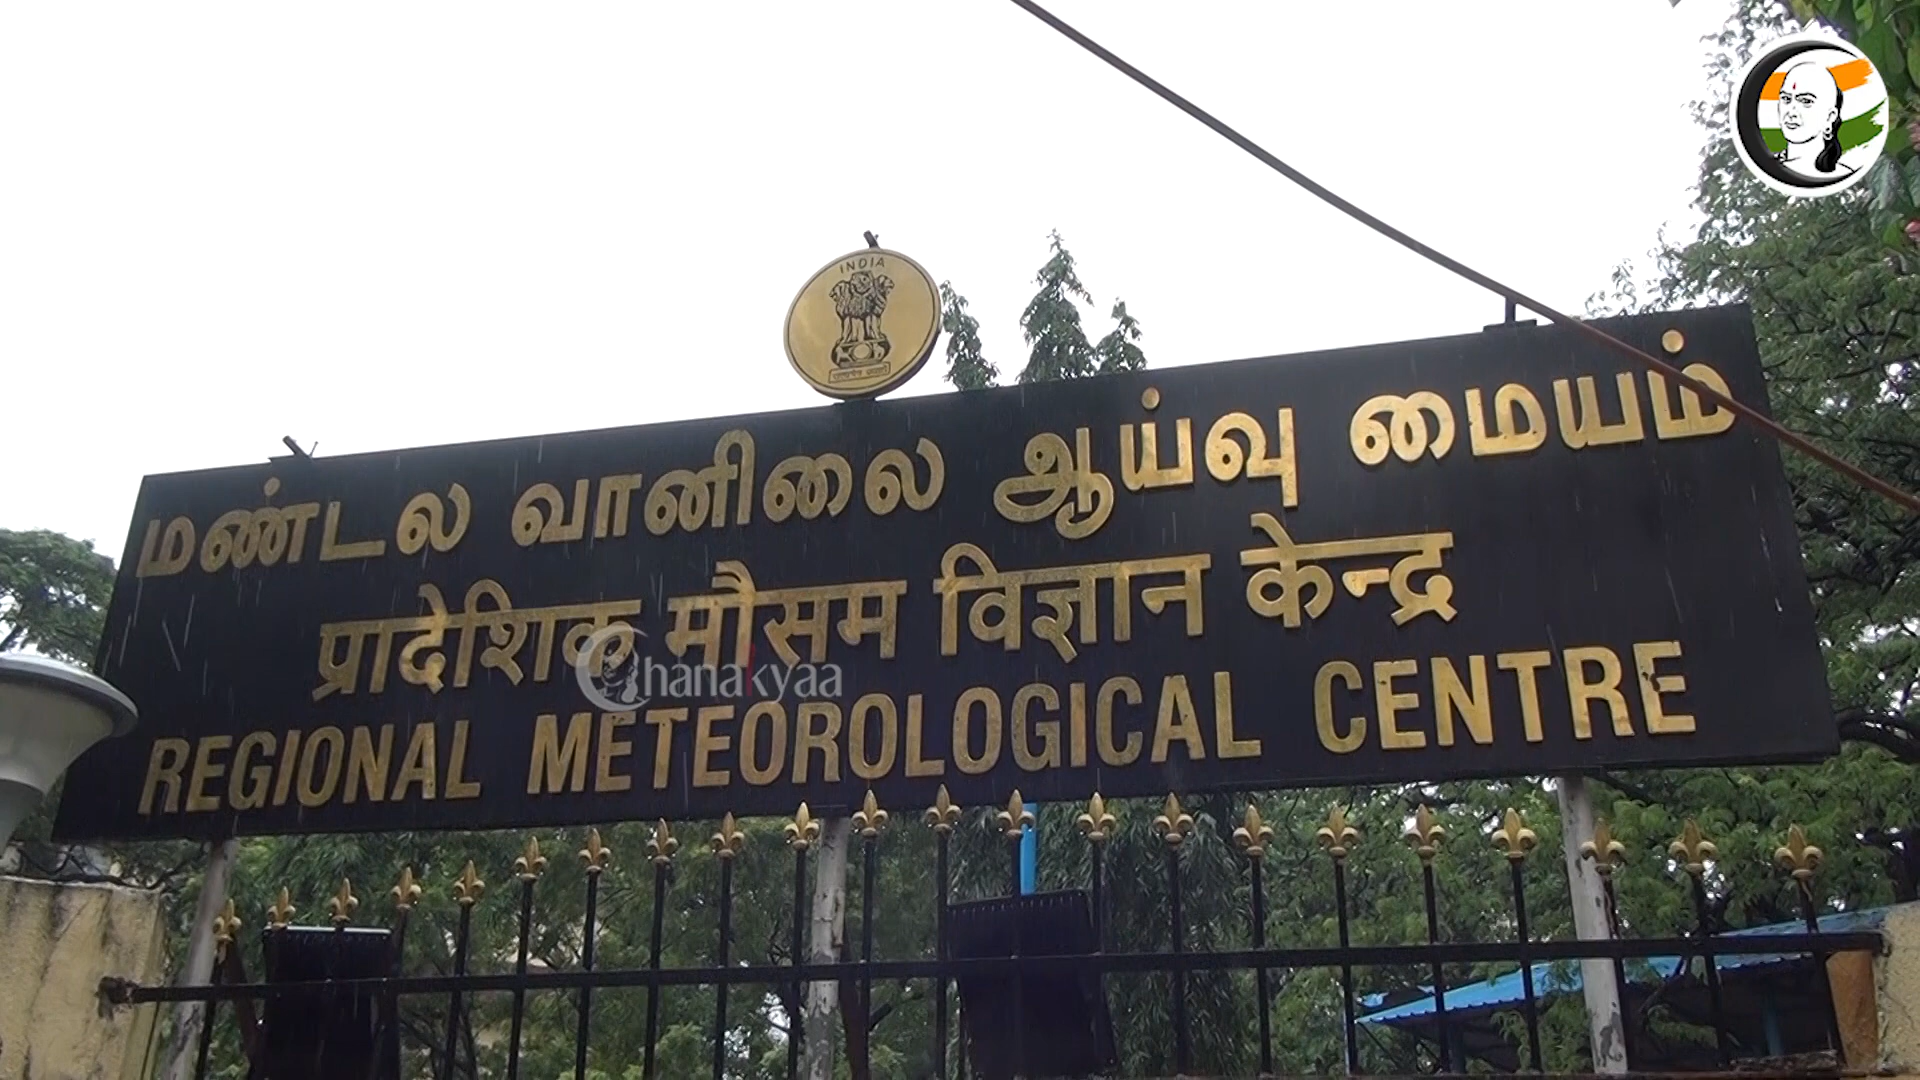 INDIA
மண்டல வானிலை ஆய்வு மையம்
प्रादेशिक मौसम विज्ञान केन्द्र
Chanakyaa
REGIONAL METEOROLOGICAL CENTRE